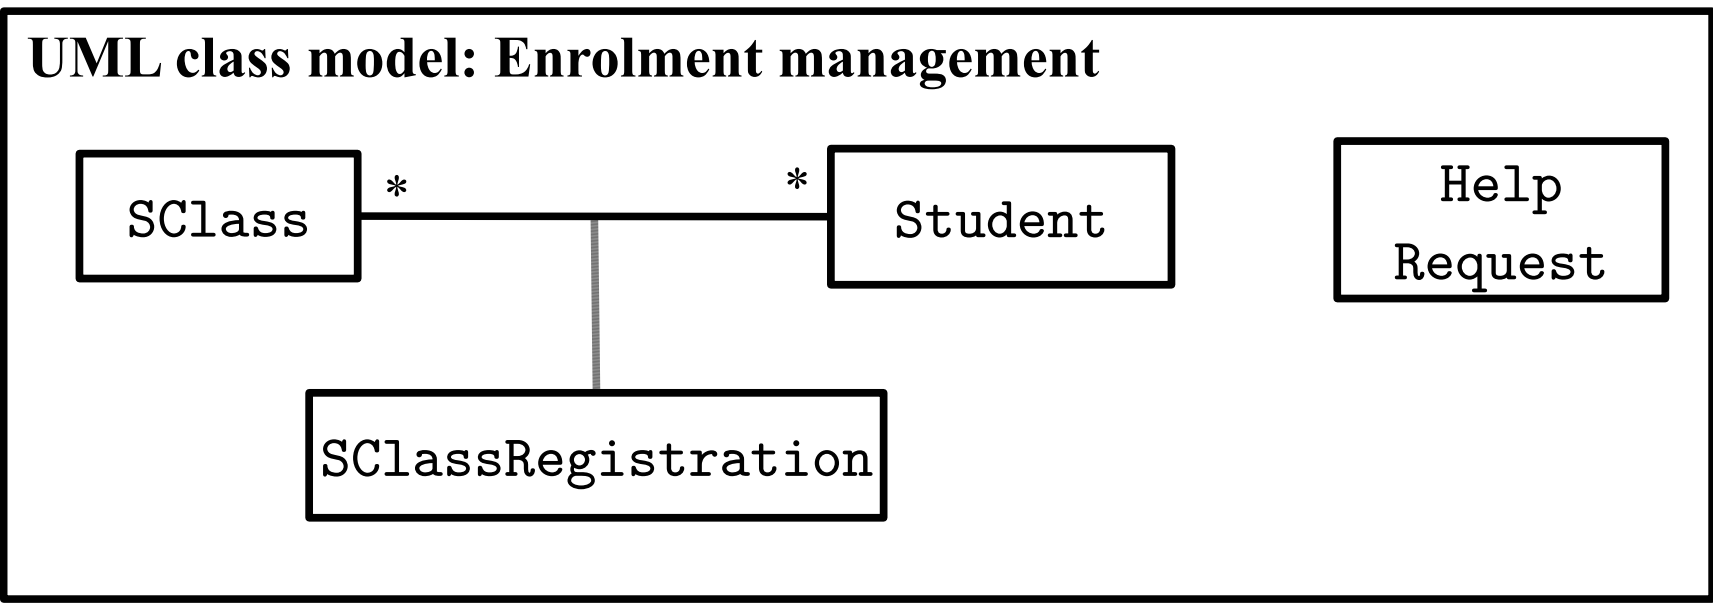 UML class model: Enrolment management
SClass
*
*
Student
Help
Request
SClassRegistration